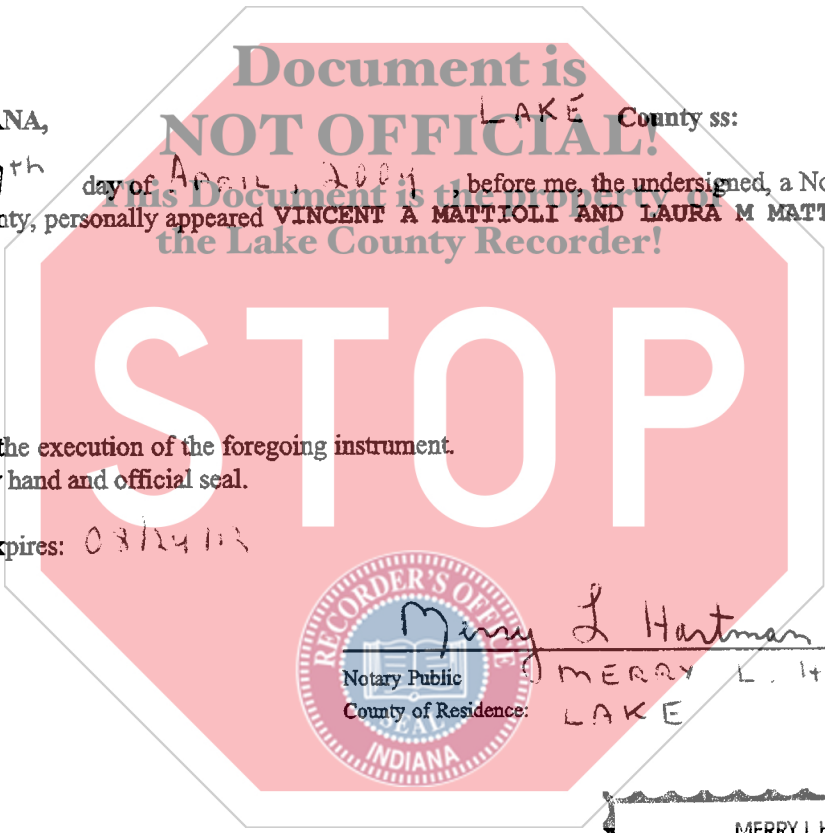 Document is
NOT OFFICIAL!
This Document is the property of
the Lake County Recorder!
ANA, LAKE County ss:
th day of APRIL, , before me, the undersigned, a No
nty, personally appeared VINCENT A MATTIOLI AND LAURA M MATT
STOP
the execution of the foregoing instrument.
hand and official seal.
xpires:
RECORDER'S OFFICE
SEAL
INDIANA
Merry L Hartman
Notary Public MERRY L. H
County of Residence: LAKE
MERRY L H